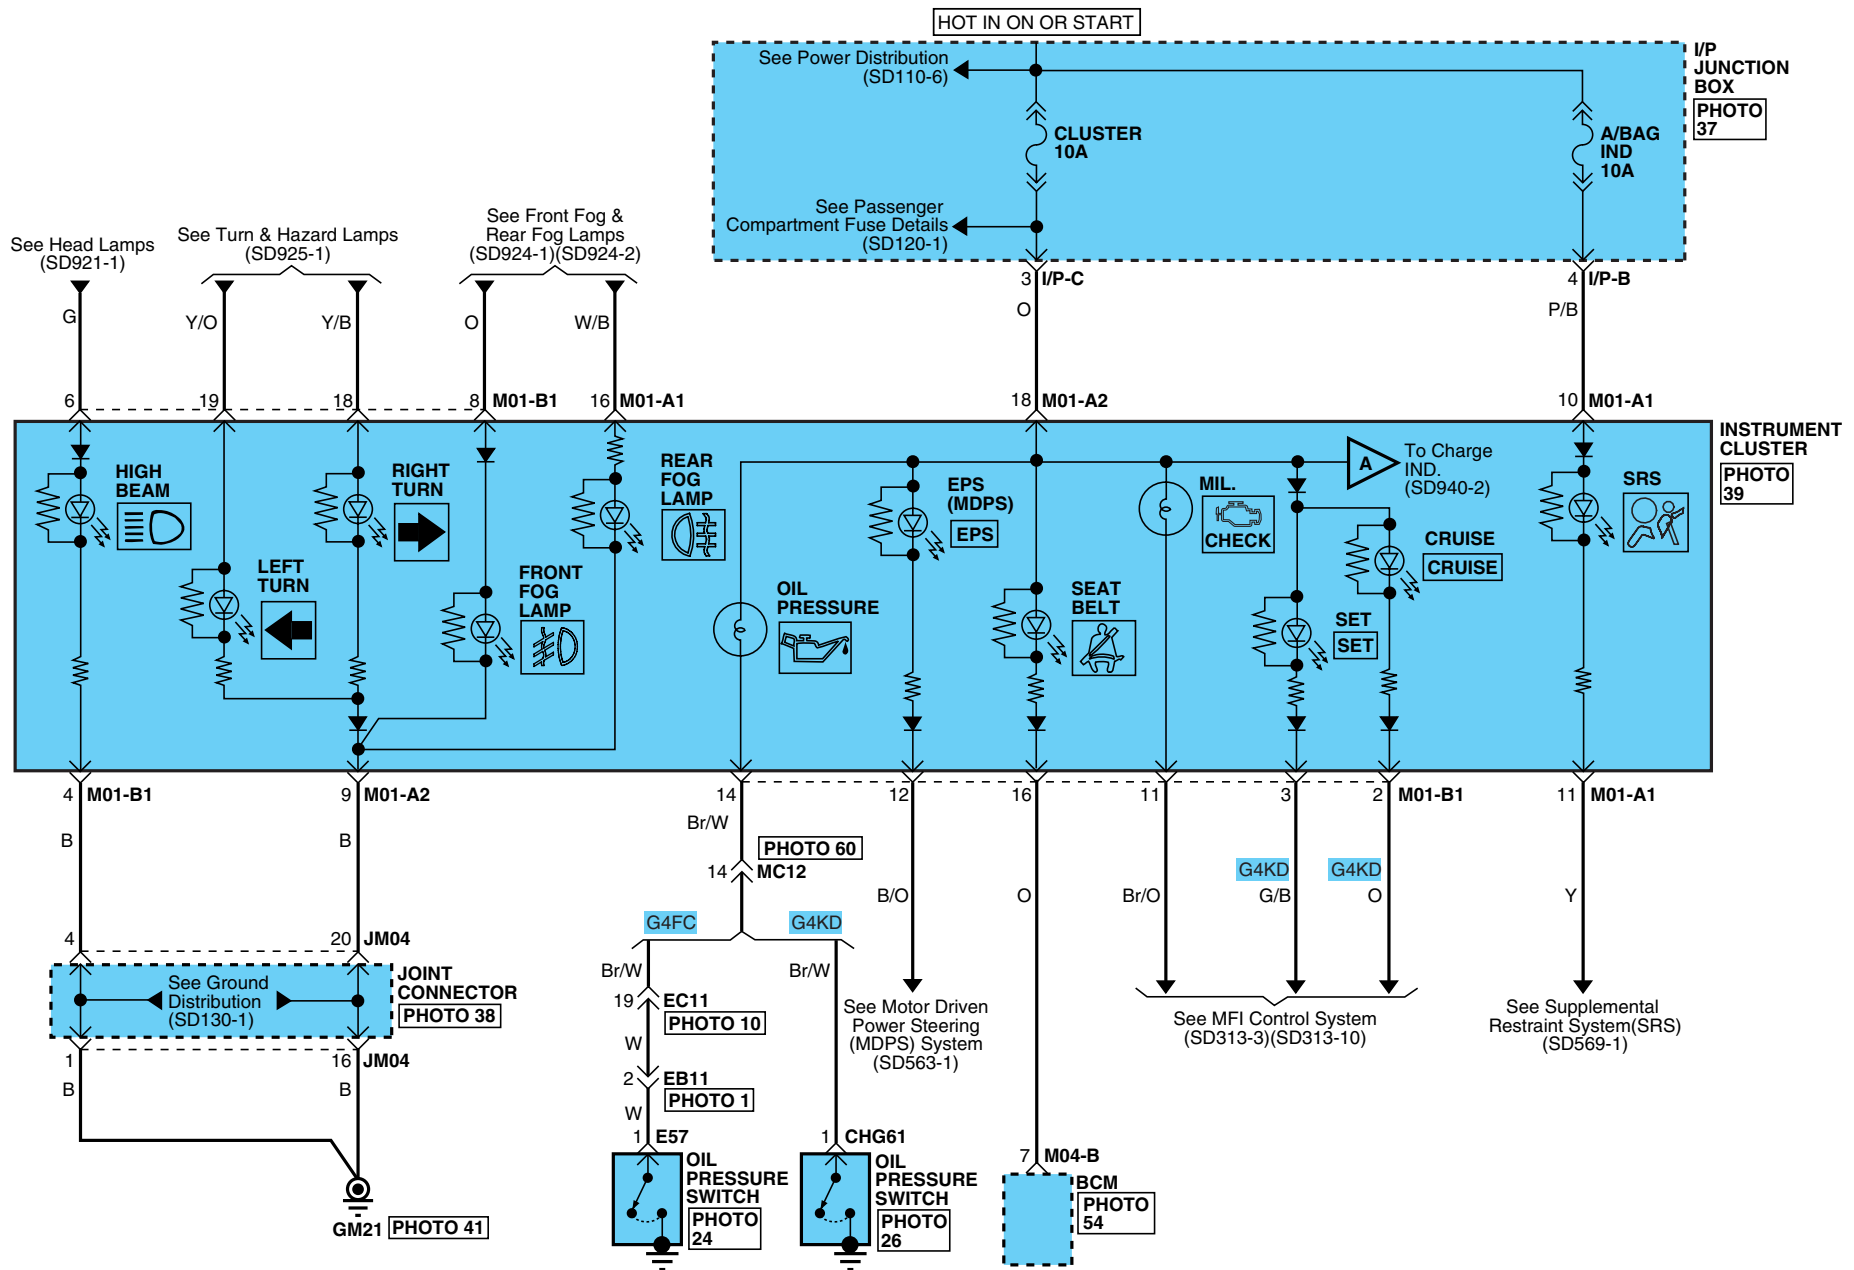 HOT IN ON OR START
See Power Distribution
(SD110-6)
CLUSTER
10A
A/BAG
IND
10A
I/P
JUNCTION
BOX
PHOTO
37
See Passenger
Compartment Fuse Details
(SD120-1)
See Head Lamps
(SD921-1)
See Turn & Hazard Lamps
(SD925-1)
See Front Fog &
Rear Fog Lamps
(SD924-1)(SD924-2)
3 I/P-C
4 I/P-B
G
Y/O
Y/B
O
W/B
O
P/B
6
19
18
8 M01-B1
16 M01-A1
18 M01-A2
10 M01-A1
INSTRUMENT
CLUSTER
PHOTO
39
HIGH
BEAM
RIGHT
TURN
LEFT
TURN
FRONT
FOG
LAMP
REAR
FOG
LAMP
OIL
PRESSURE
EPS
(MDPS)
EPS
SEAT
BELT
MIL.
CHECK
A
To Charge
IND.
(SD940-2)
CRUISE
CRUISE
SET
SET
SRS
4 M01-B1
9 M01-A2
14
12
16
11
3
2 M01-B1
11 M01-A1
B
B
Br/W
PHOTO 60
14 MC12
G4FC
G4KD
B/O
O
Br/O
G4KD
G/B
G4KD
O
Y
4
20 JM04
See Ground
Distribution
(SD130-1)
JOINT
CONNECTOR
PHOTO 38
1
16 JM04
B
B
GM21
PHOTO 41
Br/W
Br/W
19 EC11
PHOTO 10
W
2 EB11
PHOTO 1
W
1 E57
OIL
PRESSURE
SWITCH
PHOTO
24
1 CHG61
OIL
PRESSURE
SWITCH
PHOTO
26
See Motor Driven
Power Steering
(MDPS) System
(SD563-1)
7 M04-B
BCM
PHOTO
54
See MFI Control System
(SD313-3)(SD313-10)
See Supplemental
Restraint System(SRS)
(SD569-1)